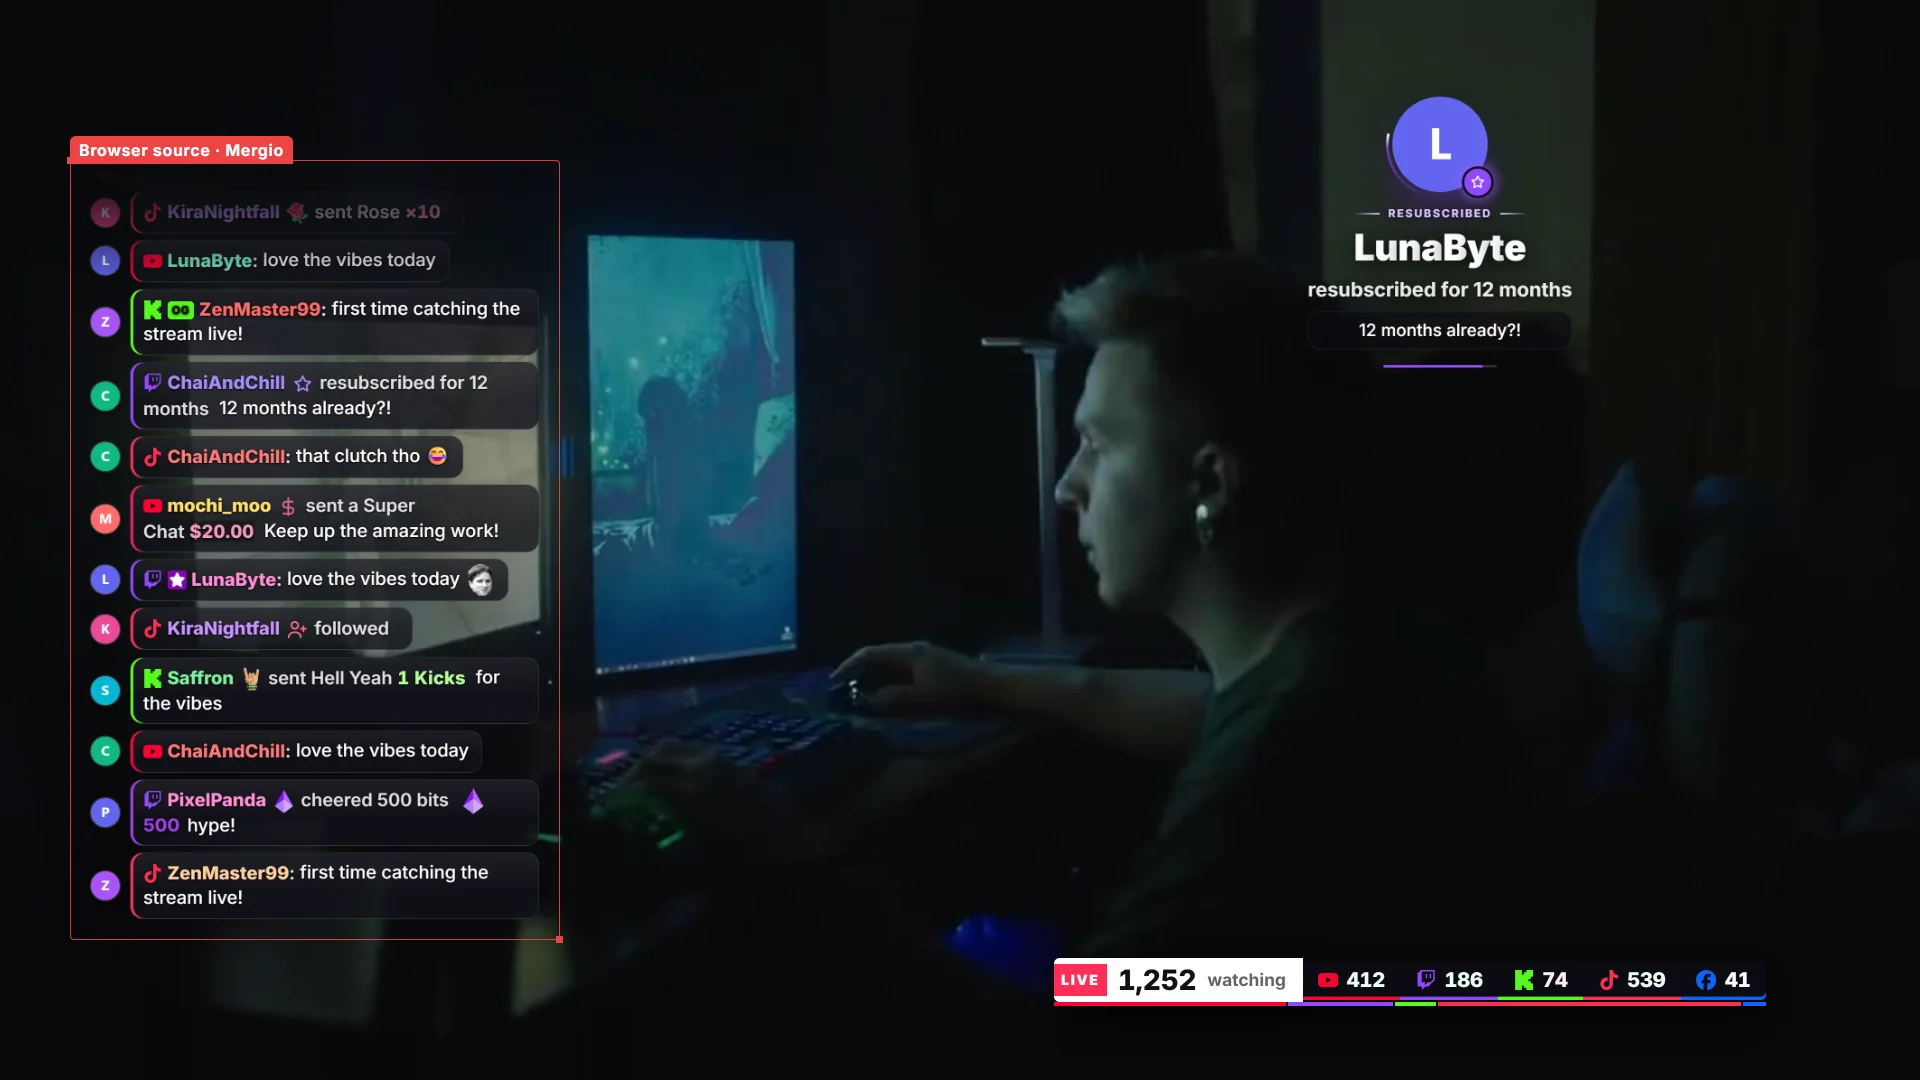 Browser source · Mergio
K KiraNightfall sent Rose ×10
L LunaByte: love the vibes today
Z OG ZenMaster99: first time catching the
stream live!
C ChaiAndChill resubscribed for 12
months 12 months already?!
C ChaiAndChill: that clutch tho 😂
M mochi_moo $ sent a Super
Chat $20.00 Keep up the amazing work!
L LunaByte: love the vibes today
K KiraNightfall followed
S Saffron 🤘 sent Hell Yeah 1 Kicks for
the vibes
C ChaiAndChill: love the vibes today
P PixelPanda cheered 500 bits
500 hype!
Z ZenMaster99: first time catching the
stream live!
L
RESUBSCRIBED
LunaByte
resubscribed for 12 months
12 months already?!
LIVE 1,252 watching 412 186 74 539 41